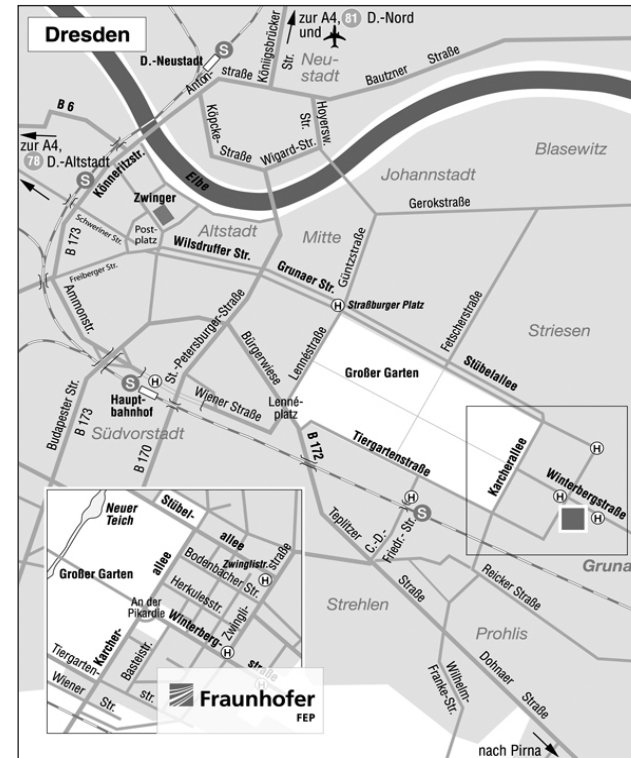 Dresden
zur A4, 81 D.-Nord
und
D.-Neustadt
Neu-
stadt
Königsbrücker
Str.
Anton-
straße
Bautzner Straße
B 6
Köpcke-
Straße
Hoyersw.
Str.
Wigard-Str.
zur A4,
78 D.-Altstadt
Könneritzstr.
Elbe
Blasewitz
Johannstadt
Zwinger
Gerokstraße
Schweriner Str.
Post-
platz
Altstadt
Mitte
B 173
Wilsdruffer Str.
Güntzstraße
Freiberger Str.
Grunaer Str.
Fetscherstraße
Ammonstr.
Straßburger Platz
Striesen
St.-Petersburger-Straße
Bürgerwiese
Lennéstraße
Stübelallee
Großer Garten
Haupt-
bahnhof
Wiener Straße
Lenné-
platz
Budapester Str.
B 173
Südvorstadt
B 170
B 172
Tiergartenstraße
Karcherallee
Winterbergstraße
Teplitzer
Straße
C.-D.-
Friedr.-Str.
Gruna
Reicker Straße
Strehlen
Prohlis
Wilhelm-
Franke-Str.
Dohnaer
Straße
nach Pirna
Neuer
Teich
Stübel-
allee
Großer Garten
allee
Bodenbacher Str.
Zwinglistr.
straße
An der
Pikardie
Herkulesstr.
Winterberg-
straße
Zwingli-
Karcher-
Basteistr.
Tiergarten-
str.
Wiener
Str.
Fraunhofer
FEP